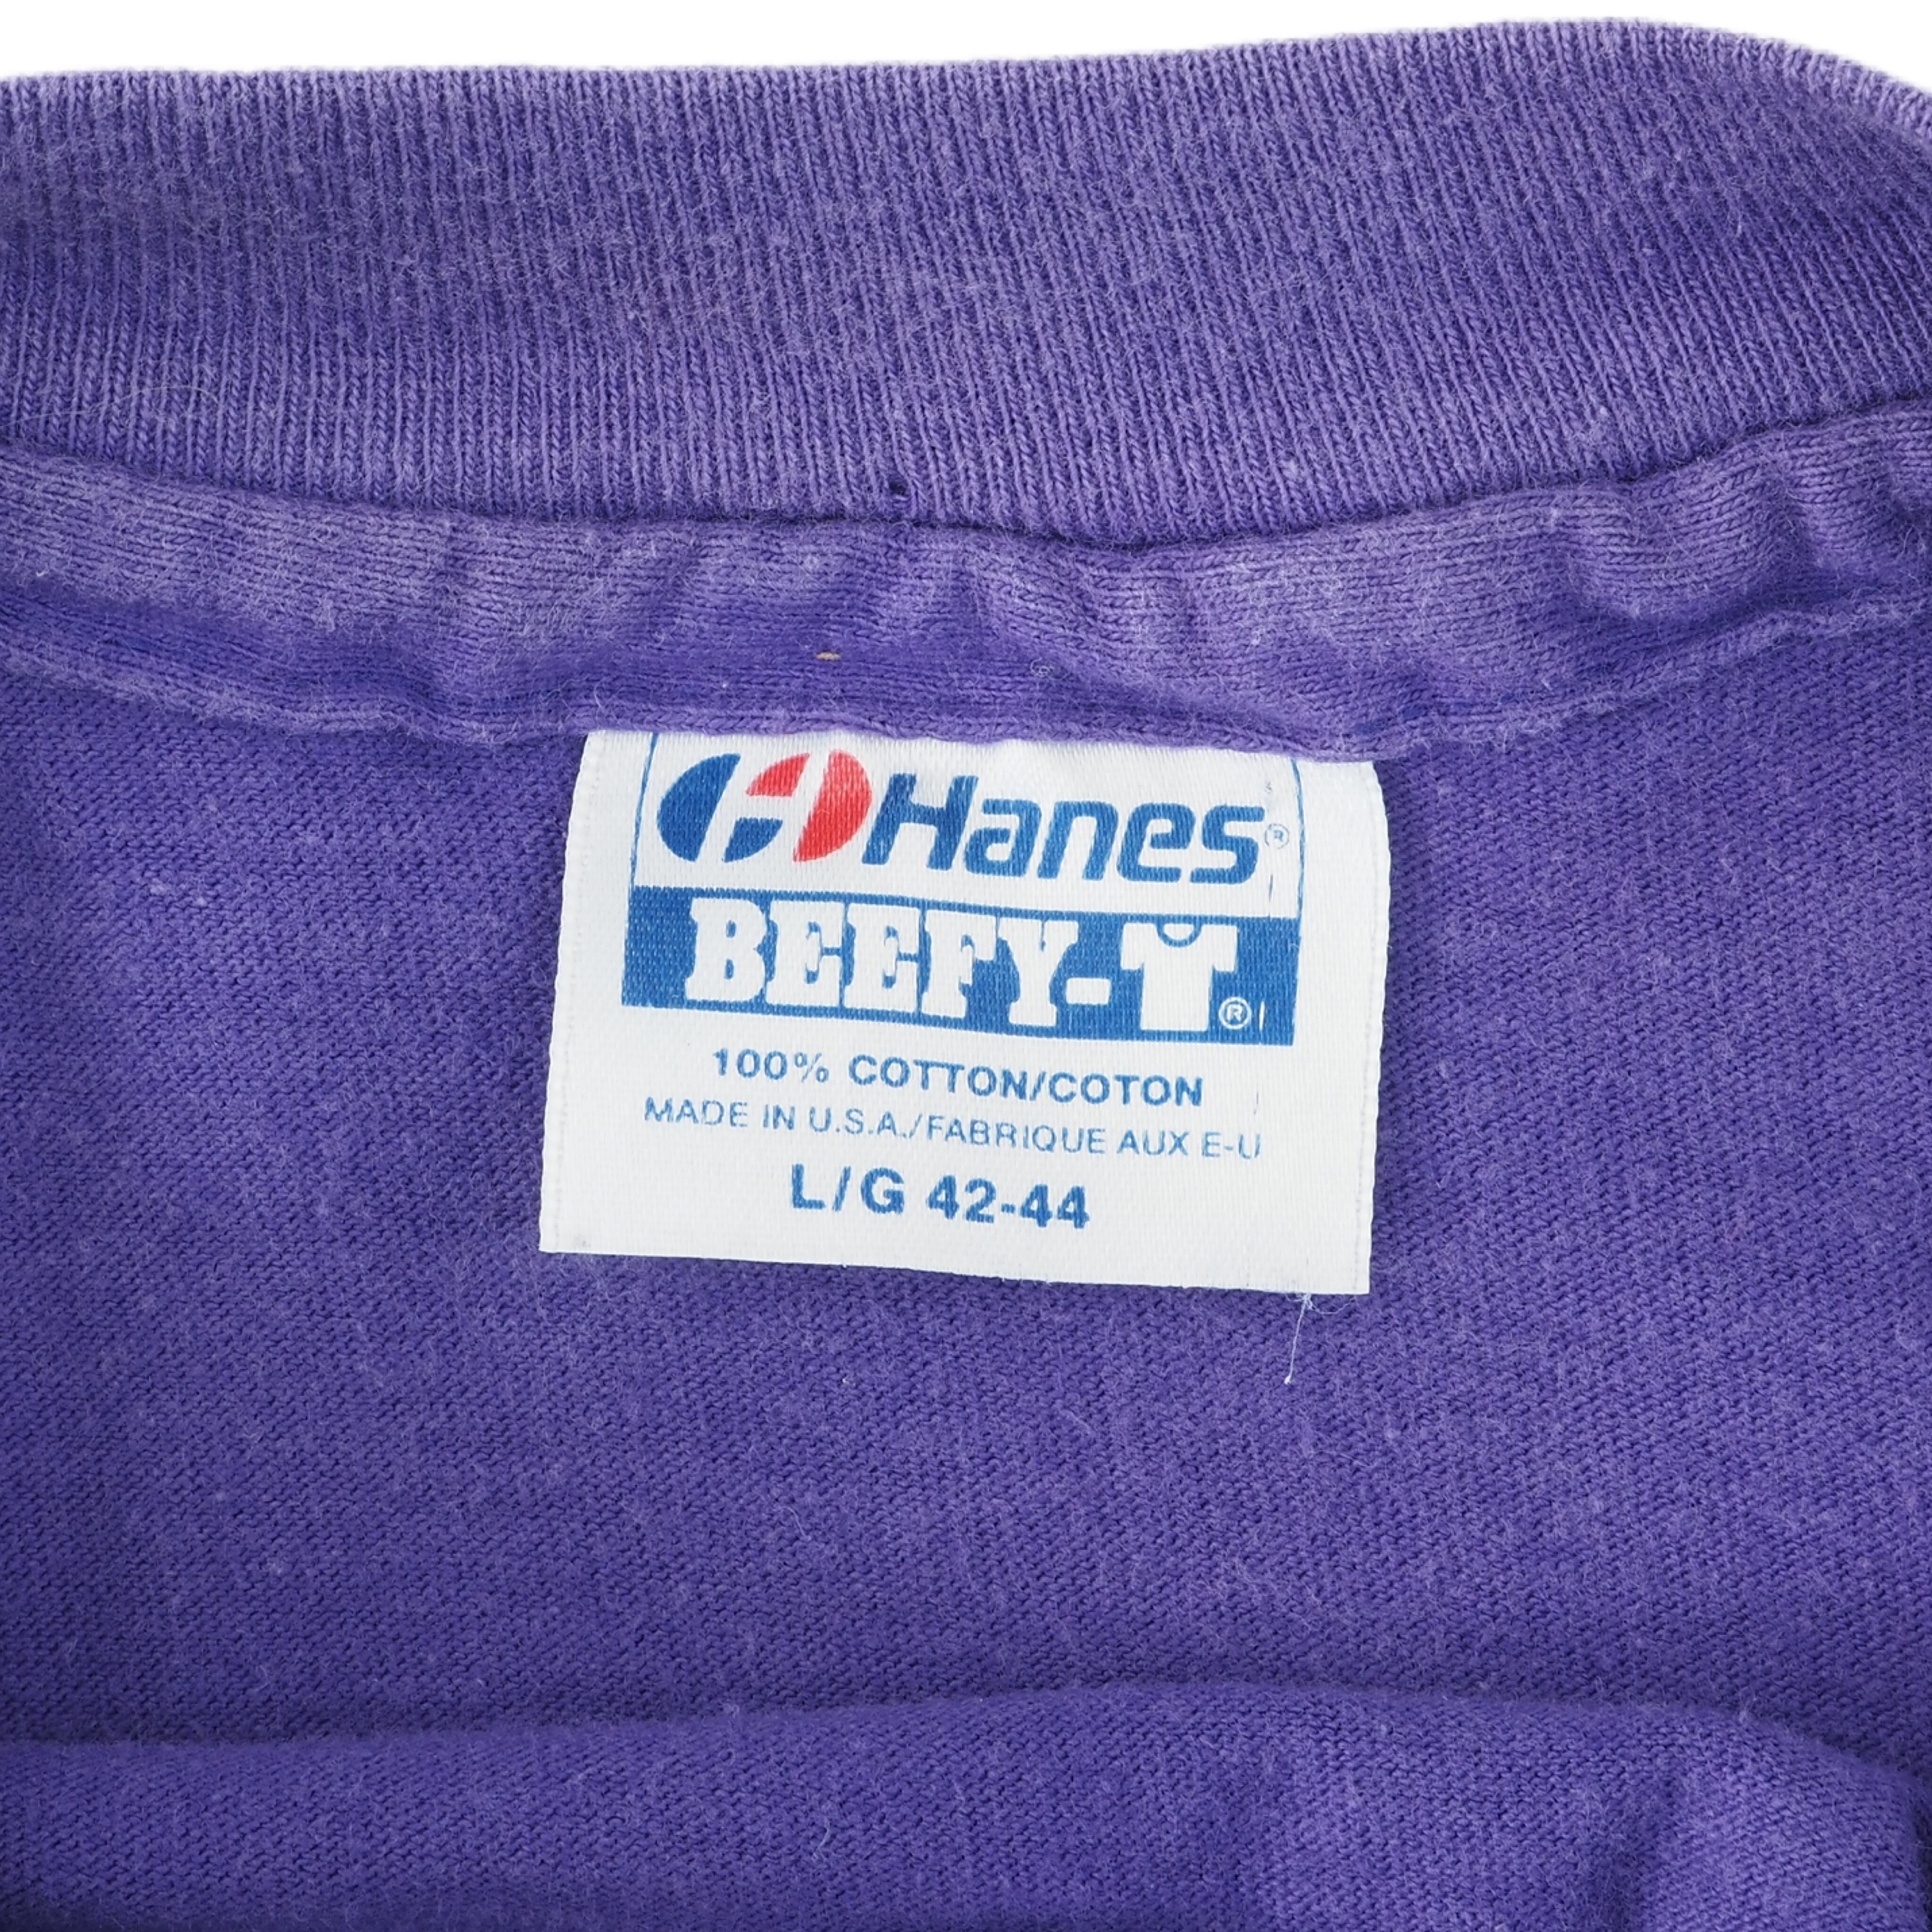 Hanes®
BEEFY-T®
100% COTTON/COTON
MADE IN U.S.A./FABRIQUE AUX E-U
L/G 42-44